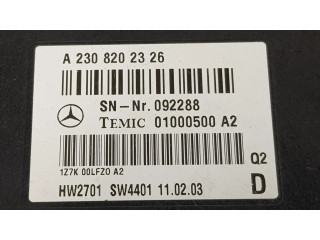 A 230 820 23 26
SN-Nr. 092288
TEMIC 01000500 A2
1Z7K 00LFZ0 A2
Q2
HW2701 SW4401 11.02.03
D